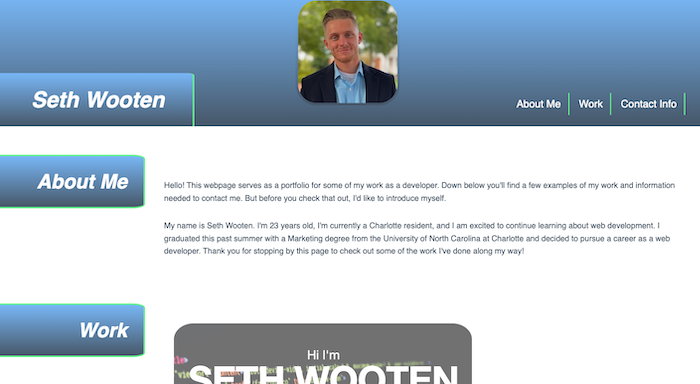 Seth Wooten
About Me
Work
Contact Info
About Me
Hello! This webpage serves as a portfolio for some of my work as a developer. Down below you'll find a few examples of my work and information
needed to contact me. But before you check that out, I'd like to introduce myself.
My name is Seth Wooten. I'm 23 years old, I'm currently a Charlotte resident, and I am excited to continue learning about web development. I
graduated this past summer with a Marketing degree from the University of North Carolina at Charlotte and decided to pursue a career as a web
developer. Thank you for stopping by this page to check out some of the work I've done along my way!
Work
Hi I'm
SETH WOOTEN